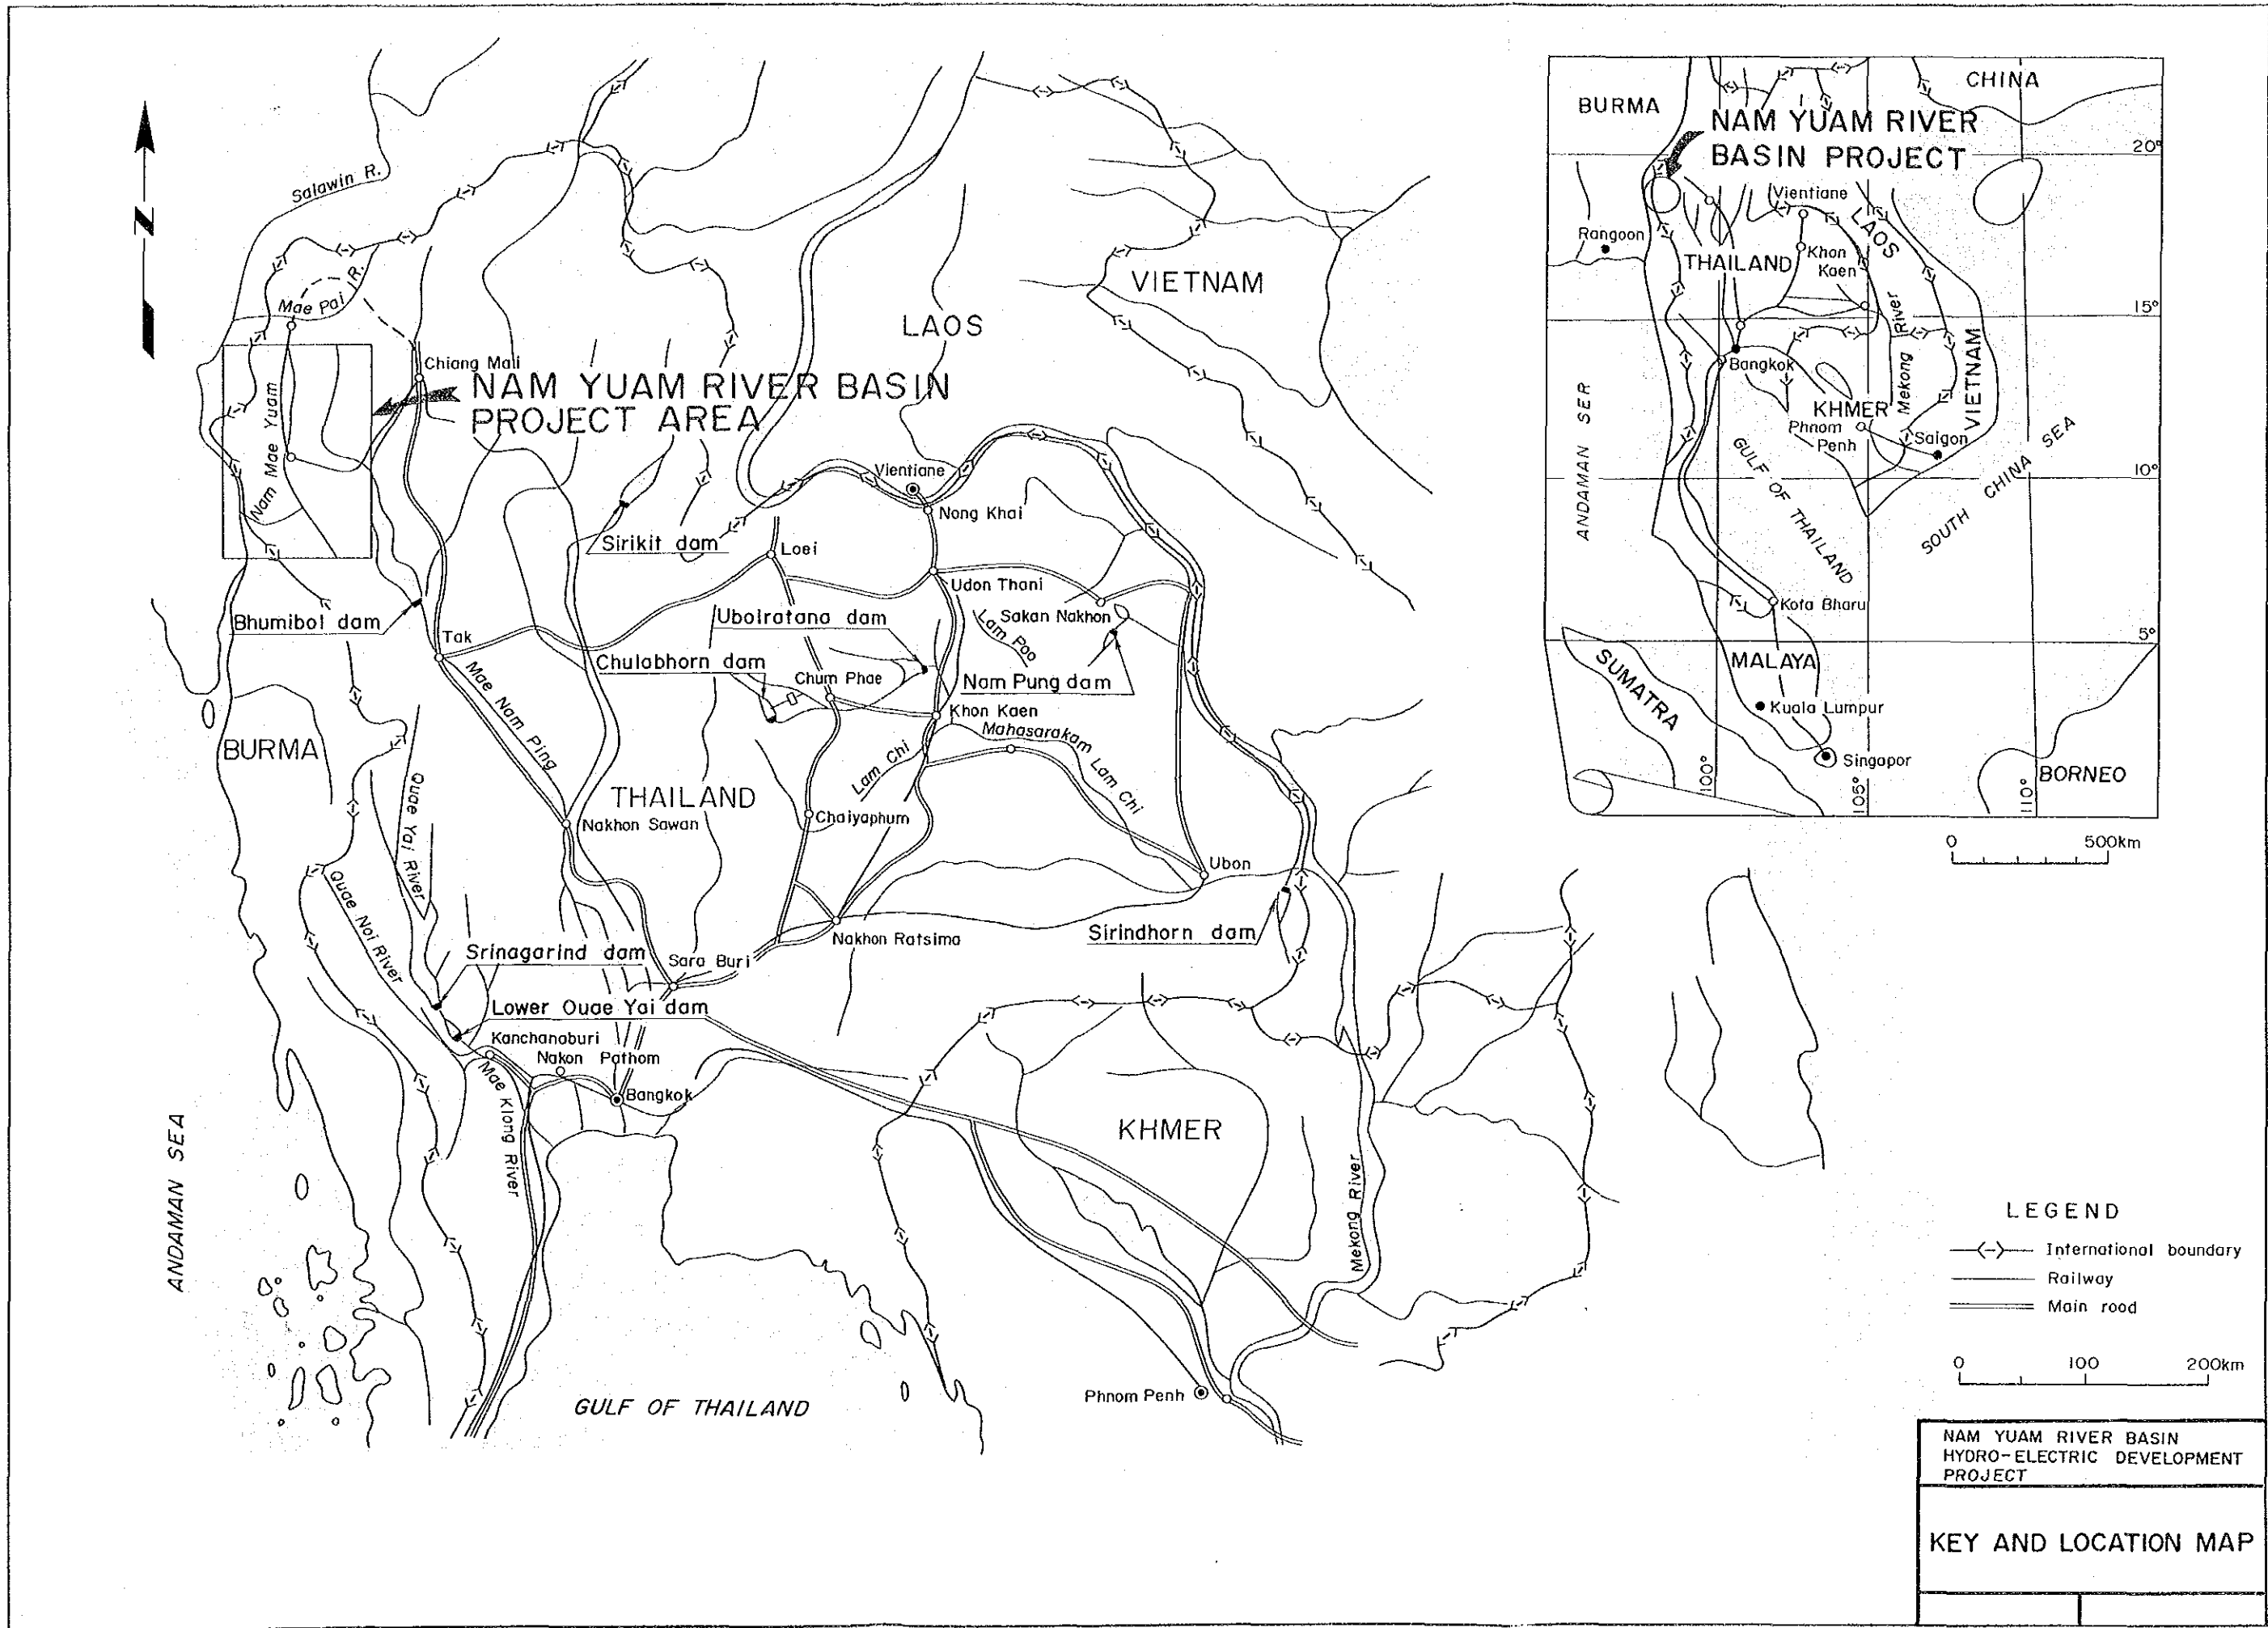 N
Salawin R.
Mae Pai R.
VIETNAM
LAOS
Chiang Mali
NAM YUAM RIVER BASIN
PROJECT AREA
Nam Mae Yuam
Vientiane
Nong Khai
Sirikit dam
Loei
Udon Thani
Bhumibol dam
Ubolratana dam
Sakan Nakhon
Lam Poo
Tak
Chulabhorn dam
Chum Phae
Nam Pung dam
Mae Nam Ping
Khon Kaen
Mahasarakam
BURMA
Lam Chi
Lam Chi
Quae Yai River
THAILAND
Nakhon Sawan
Chaiyaphum
Ubon
Quae Noi River
Srinagarind dam
Sara Buri
Nakhon Ratsima
Sirindhorn dam
Lower Quae Yai dam
Kanchanaburi
Nakon Pathom
Mae Klong River
Bangkok
KHMER
Mekong River
ANDAMAN SEA
GULF OF THAILAND
Phnom Penh
CHINA
BURMA
NAM YUAM RIVER
BASIN PROJECT
20°
Vientiane
LAOS
Rangoon
Khon
Kaen
THAILAND
River
15°
Bangkok
Mekong
VIETNAM
KHMER
Phnom
Penh
Saigon
ANDAMAN SER
GULF OF THAILAND
SOUTH CHINA SEA
10°
Kota Bharu
5°
MALAYA
SUMATRA
Kuala Lumpur
Singapor
BORNEO
100°
105°
110°
0 500km
LEGEND
International boundary
Railway
Main rood
0 100 200km
NAM YUAM RIVER BASIN
HYDRO-ELECTRIC DEVELOPMENT
PROJECT
KEY AND LOCATION MAP